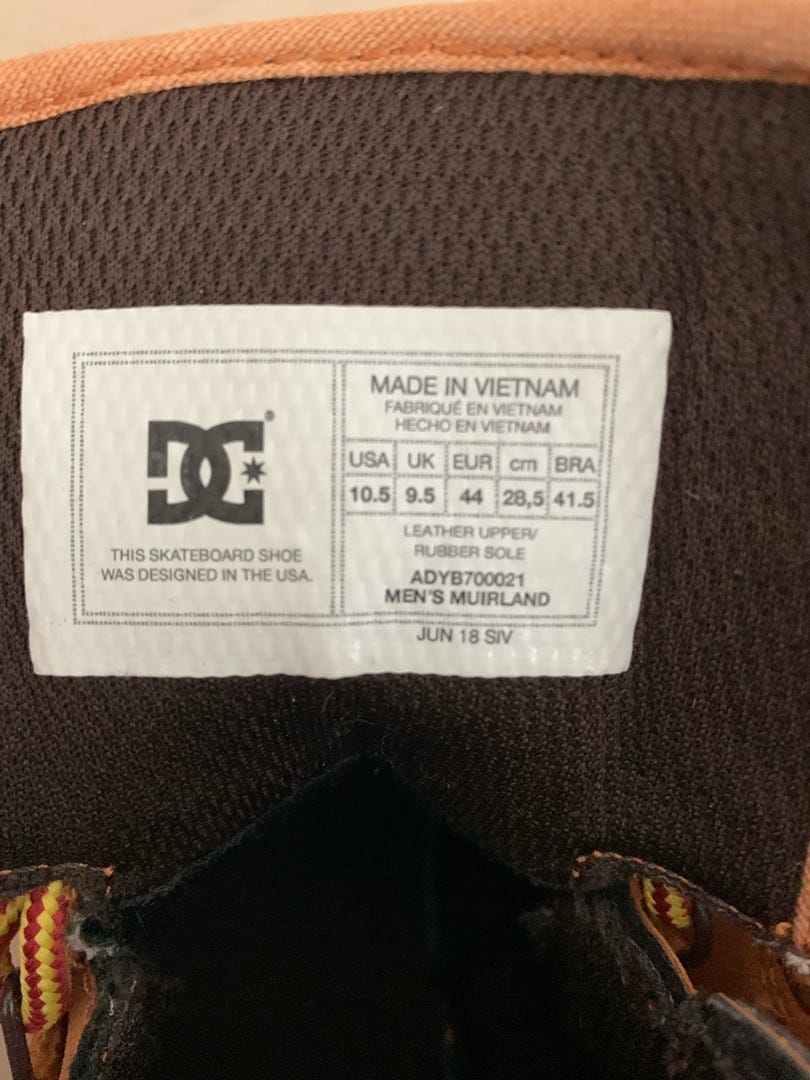 DC®
THIS SKATEBOARD SHOE
WAS DESIGNED IN THE USA.
MADE IN VIETNAM
FABRIQUÉ EN VIETNAM
HECHO EN VIETNAM
USA UK EUR cm BRA
10.5 9.5 44 28,5 41.5
LEATHER UPPER/
RUBBER SOLE
ADYB700021
MEN'S MUIRLAND
JUN 18 SIV